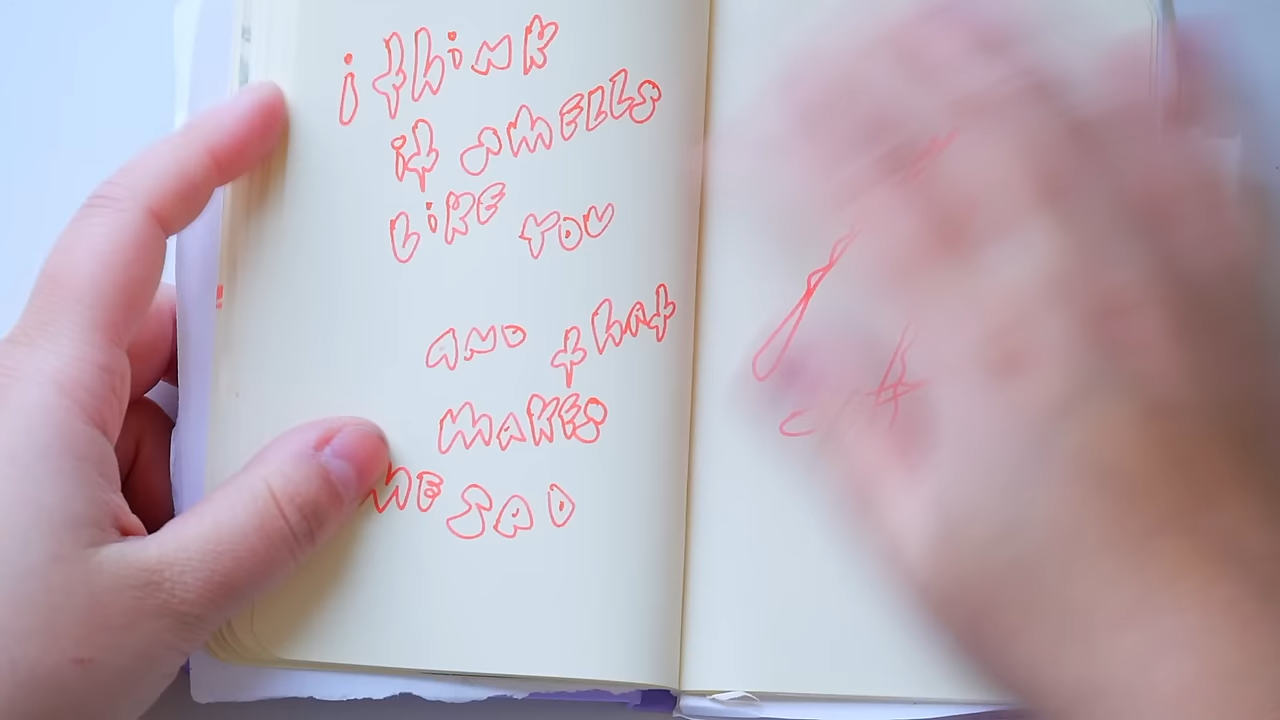 i think
it smells
like you
and that
makes
me sad